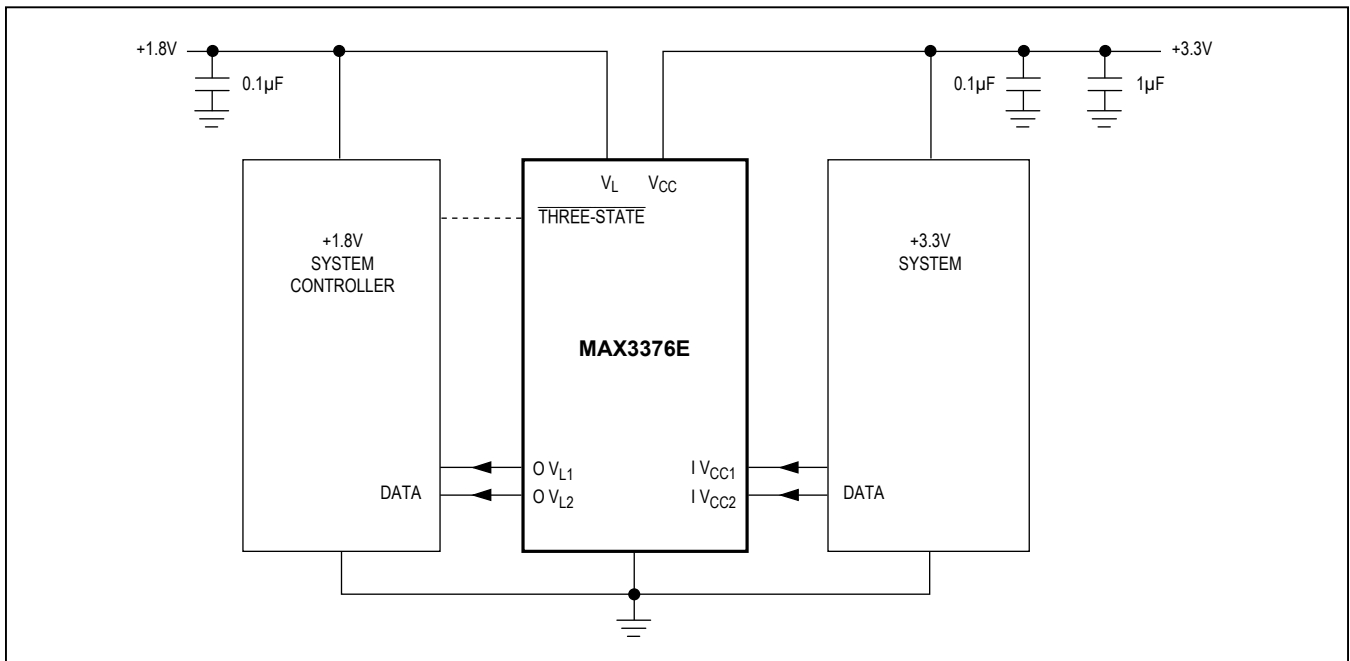 +1.8V
+3.3V
0.1µF
0.1µF
1µF
V_L V_CC
THREE-STATE
+1.8V
SYSTEM
CONTROLLER
+3.3V
SYSTEM
MAX3376E
O V_L1
I V_CC1
DATA
O V_L2
I V_CC2
DATA